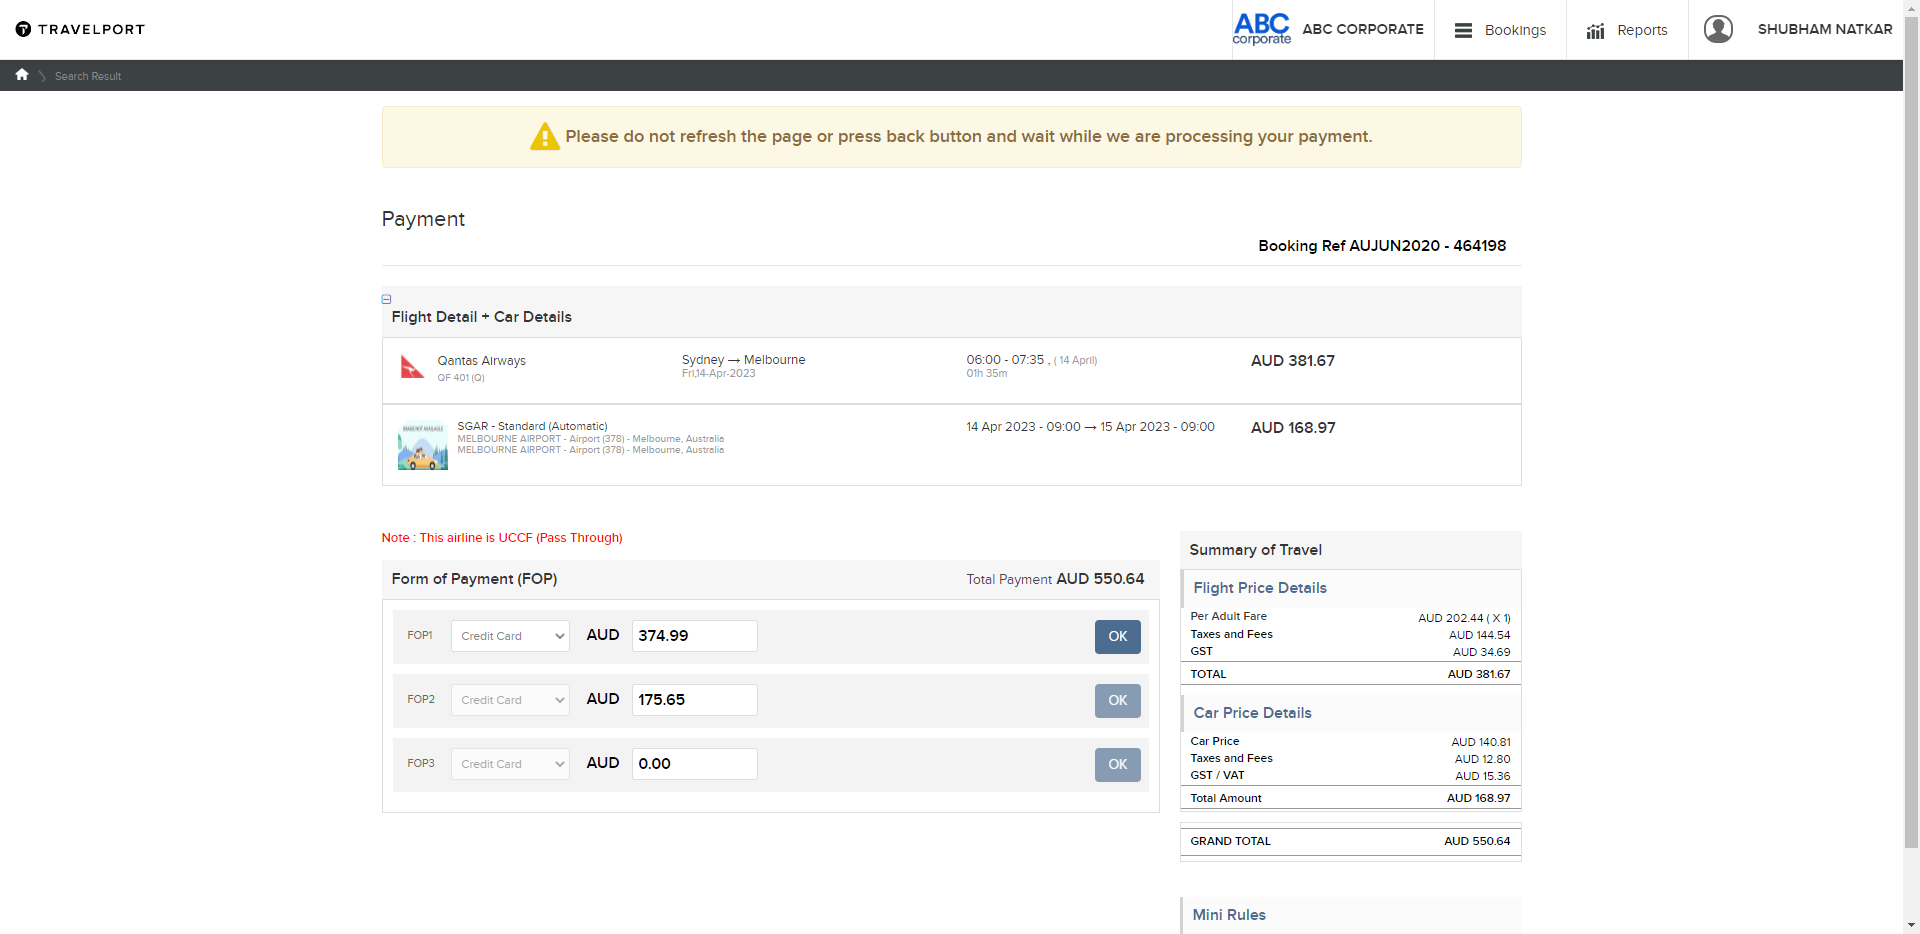 TRAVELPORT
ABC
corporate
ABC CORPORATE
Bookings
Reports
SHUBHAM NATKAR
Search Result
Please do not refresh the page or press back button and wait while we are processing your payment.
Payment
Booking Ref AUJUN2020 - 464198
Flight Detail + Car Details
Qantas Airways
QF 401 (Q)
Sydney → Melbourne
Fri,14-Apr-2023
06:00 - 07:35 , ( 14 April)
01h 35m
AUD 381.67
IMAGE NOT AVAILABLE
SGAR - Standard (Automatic)
MELBOURNE AIRPORT - Airport (378) - Melbourne, Australia
MELBOURNE AIRPORT - Airport (378) - Melbourne, Australia
14 Apr 2023 - 09:00 → 15 Apr 2023 - 09:00
AUD 168.97
Note : This airline is UCCF (Pass Through)
Form of Payment (FOP)
Total Payment AUD 550.64
FOP1 Credit Card AUD 374.99 OK
FOP2 Credit Card AUD 175.65 OK
FOP3 Credit Card AUD 0.00 OK
Summary of Travel
Flight Price Details
Per Adult Fare AUD 202.44 ( X 1)
Taxes and Fees AUD 144.54
GST AUD 34.69
TOTAL AUD 381.67
Car Price Details
Car Price AUD 140.81
Taxes and Fees AUD 12.80
GST / VAT AUD 15.36
Total Amount AUD 168.97
GRAND TOTAL AUD 550.64
Mini Rules